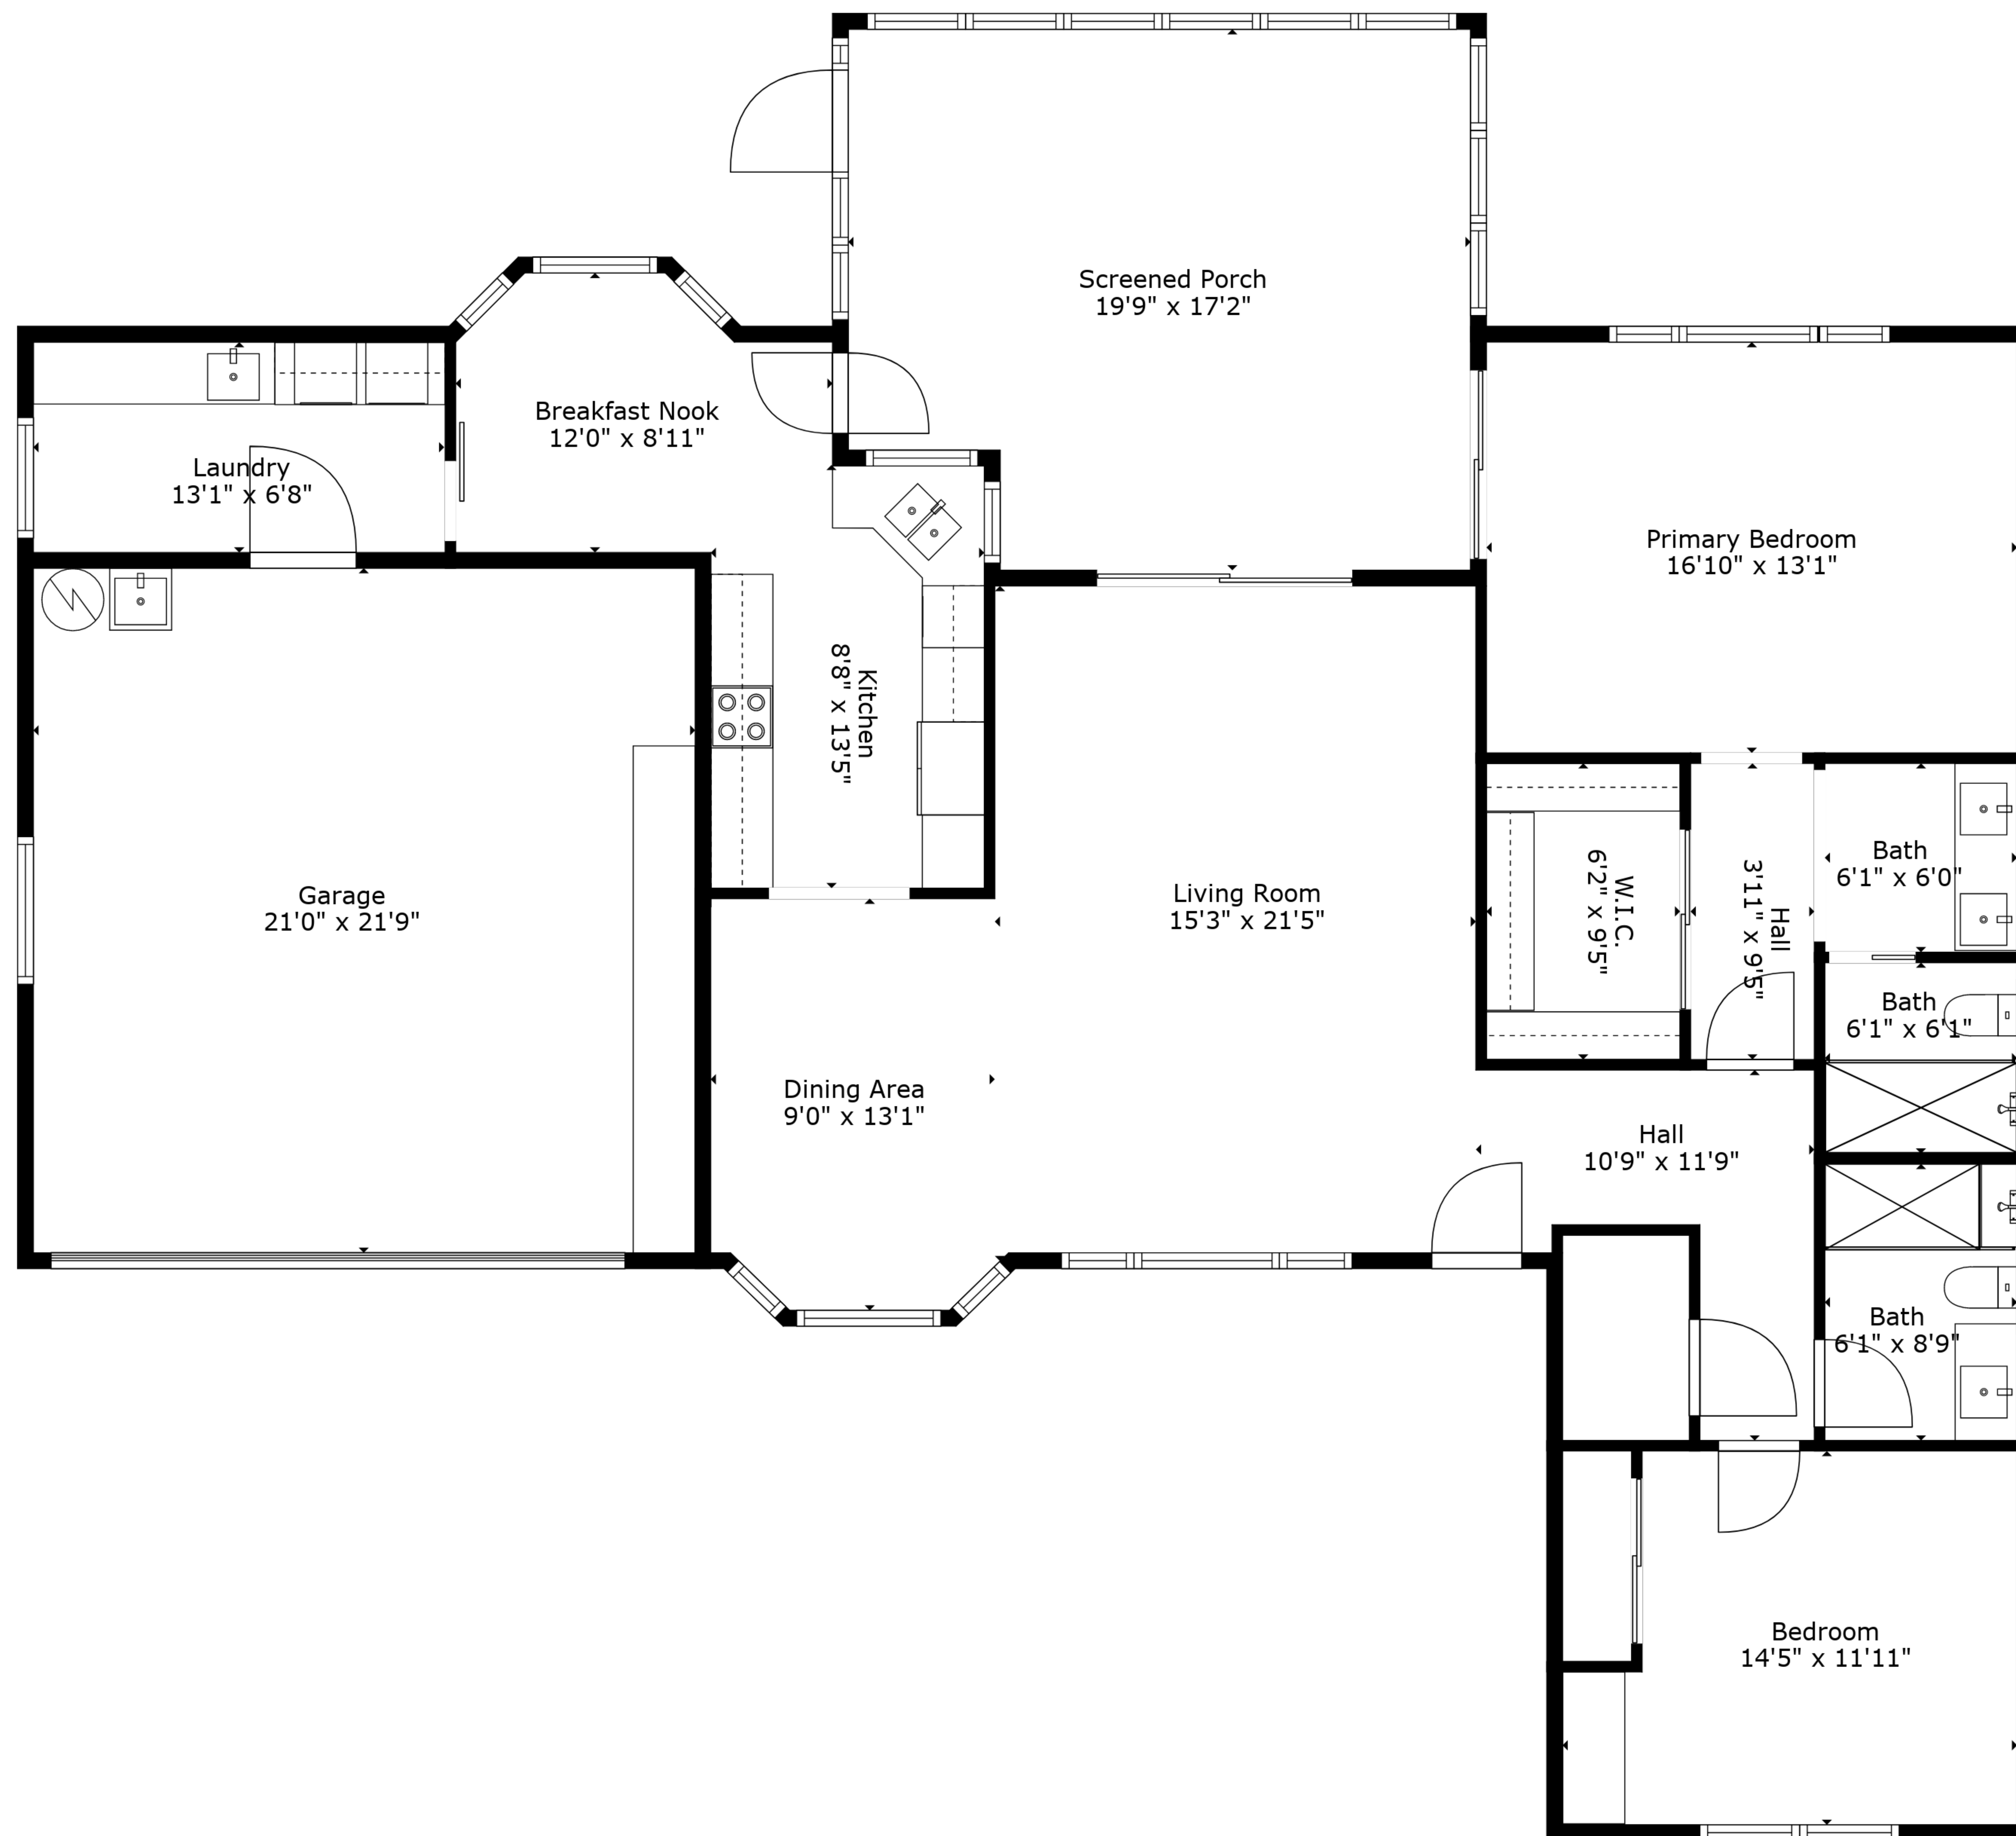 Screened Porch
19'9" x 17'2"
Breakfast Nook
12'0" x 8'11"
Laundry
13'1" x 6'8"
Primary Bedroom
16'10" x 13'1"
Kitchen
8'8" x 13'5"
Garage
21'0" x 21'9"
Living Room
15'3" x 21'5"
W.I.C.
6'2" x 9'5"
Hall
3'11" x 9'5"
Bath
6'1" x 6'0"
Bath
6'1" x 6'1"
Dining Area
9'0" x 13'1"
Hall
10'9" x 11'9"
Bath
6'1" x 8'9"
Bedroom
14'5" x 11'11"